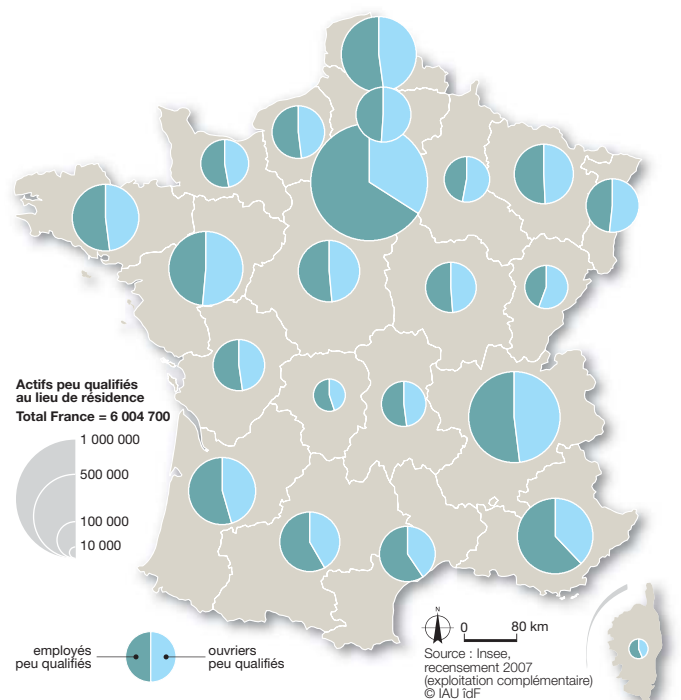 Actifs peu qualifiés
au lieu de résidence
Total France = 6 004 700
1 000 000
500 000
100 000
10 000
employés
peu qualifiés
ouvriers
peu qualifiés
N
0 80 km
Source : Insee,
recensement 2007
(exploitation complémentaire)
© IAU îdF